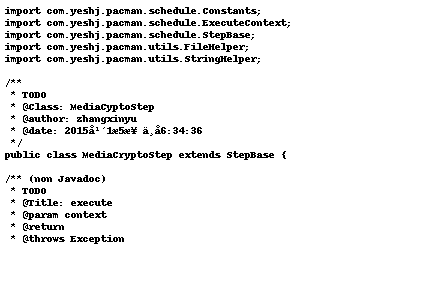 import com.yeshj.pacman.schedule.Constants;
import com.yeshj.pacman.schedule.ExecuteContext;
import com.yeshj.pacman.schedule.StepBase;
import com.yeshj.pacman.utils.FileHelper;
import com.yeshj.pacman.utils.StringHelper;
/**
* TODO
* @Class: MediaCyptoStep
* @author: zhangxinyu
* @date: 2015å¹´1æ5æ¥ ä¸å6:34:36
*/
public class MediaCryptoStep extends StepBase {
/** (non Javadoc)
* TODO
* @Title: execute
* @param context
* @return
* @throws Exception